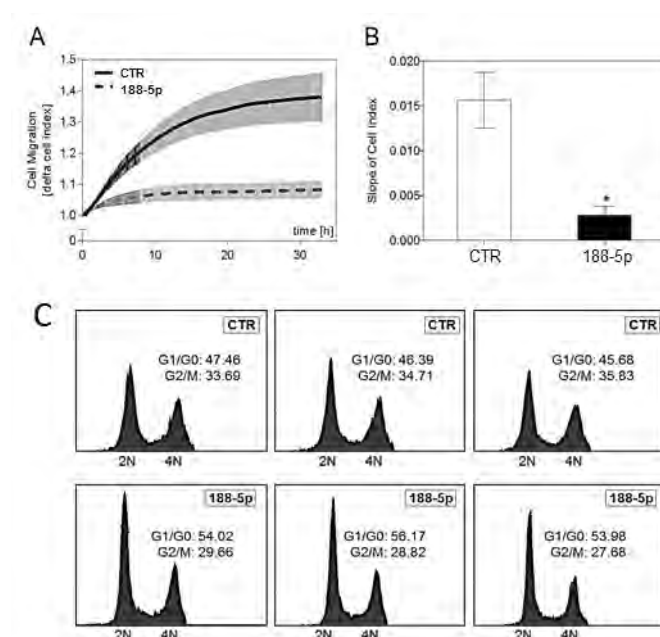 A
1.5
1.4
1.3
1.2
1.1
1.0
0
Cell Migration
[delta cell index]
CTR
188-5p
time [h]
0
10
20
30
B
0.020
0.015
0.010
0.005
0.000
Slope of Cell Index
*
CTR
188-5p
C
CTR
G1/G0: 47.46
G2/M: 33.69
2N 4N
CTR
G1/G0: 46.39
G2/M: 34.71
2N 4N
CTR
G1/G0: 45.68
G2/M: 35.83
2N 4N
188-5p
G1/G0: 54.02
G2/M: 29.66
2N 4N
188-5p
G1/G0: 56.17
G2/M: 28.82
2N 4N
188-5p
G1/G0: 53.98
G2/M: 27.68
2N 4N